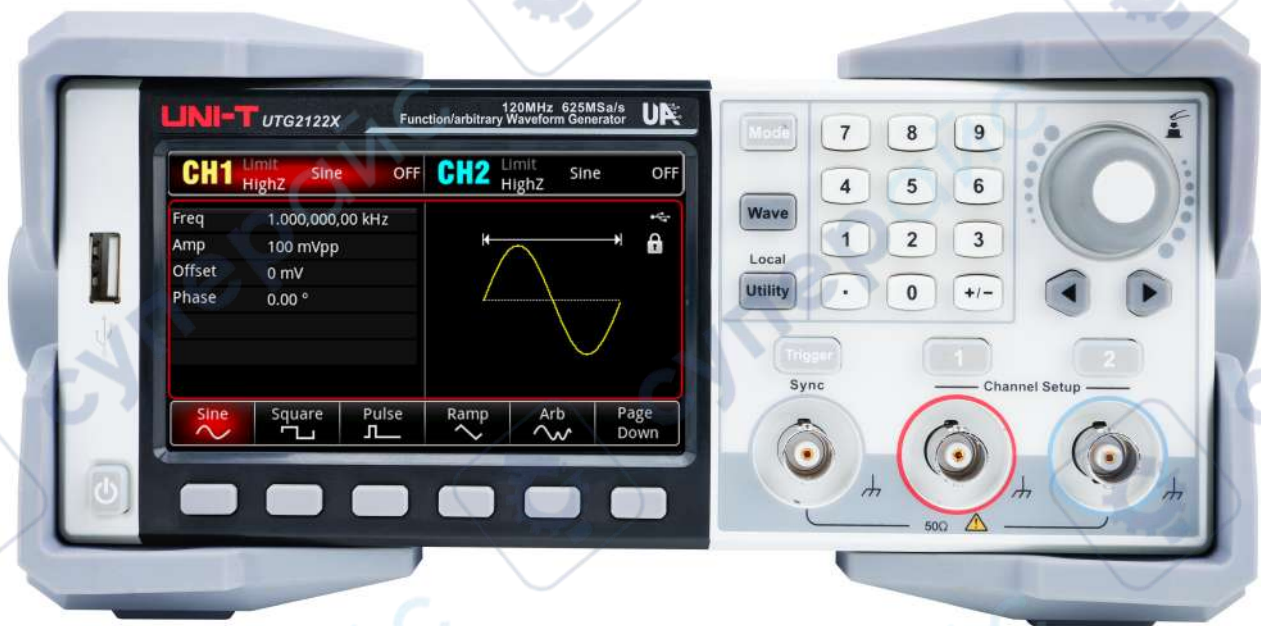 UNI-T UTG2122X
120MHz 625MSa/s
Function/arbitrary Waveform Generator
CH1 Limit HighZ Sine OFF
CH2 Limit HighZ Sine OFF
Freq 1.000,000,00 kHz
Amp 100 mVpp
Offset 0 mV
Phase 0.00 °
Sine Square Pulse Ramp Arb Page Down
Mode
Wave
Local
Utility
7 8 9
4 5 6
1 2 3
. 0 +/−
Trigger 1 2
Sync Channel Setup
50Ω
суперайс